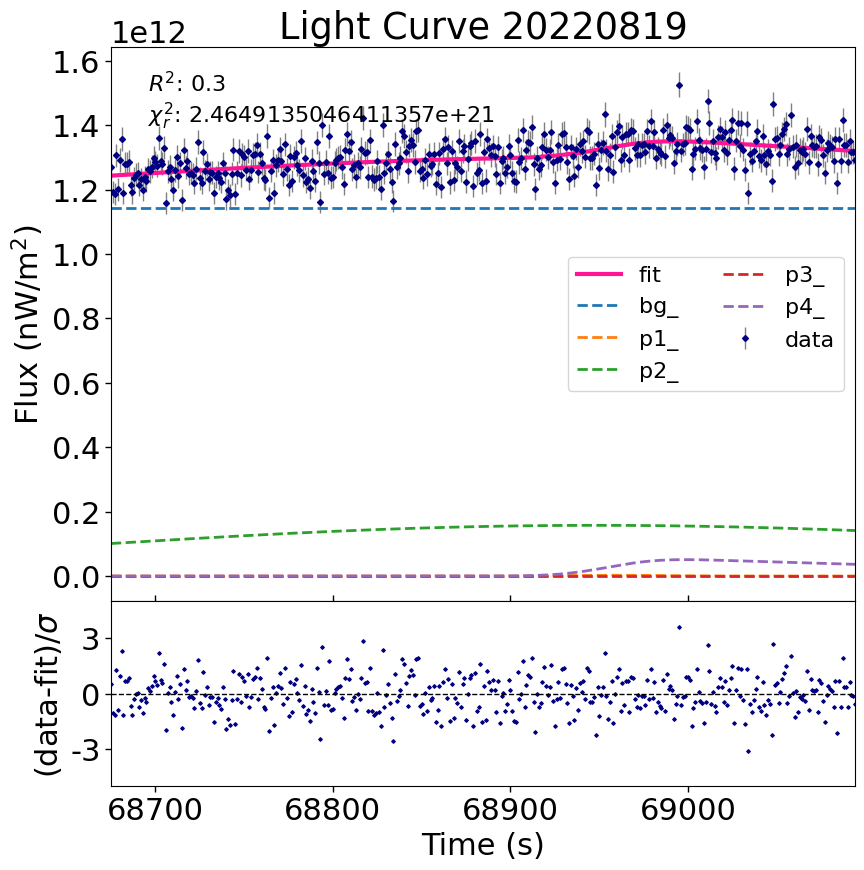 Light Curve 20220819
1e12
R²: 0.3
χ²ᵣ: 2.4649135046411357e+21
1.6
1.4
1.2
1.0
0.8
0.6
0.4
0.2
0.0
Flux (nW/m²)
fit
bg_
p1_
p2_
p3_
p4_
data
3
0
-3
(data-fit)/σ
68700 68800 68900 69000
Time (s)